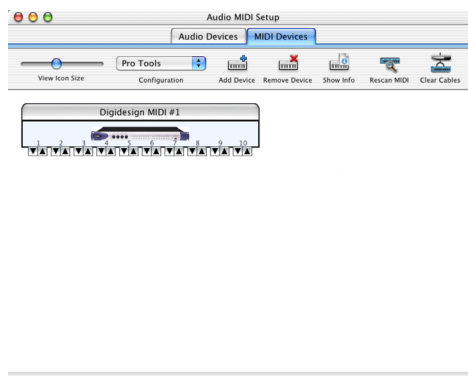 Audio MIDI Setup
Audio Devices MIDI Devices
Pro Tools
View Icon Size Configuration Add Device Remove Device Show Info Rescan MIDI Clear Cables
Digidesign MIDI #1
1 2 3 4 5 6 7 8 9 10